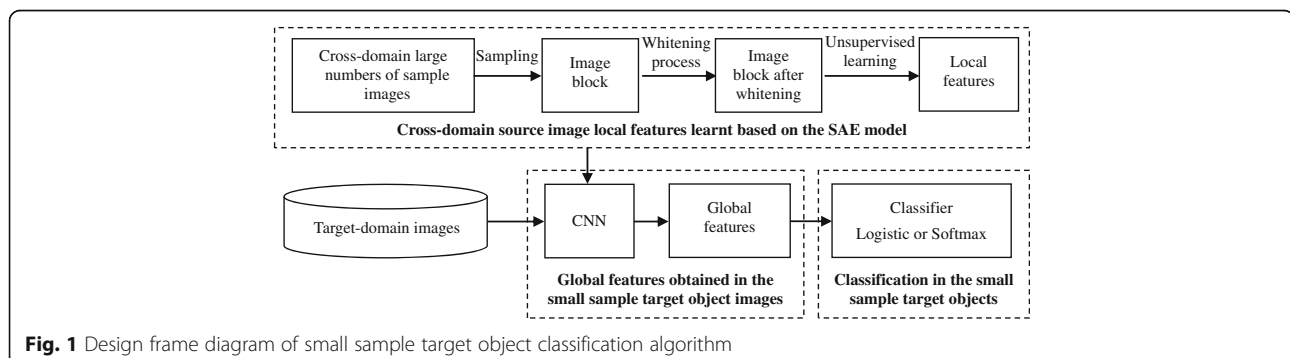 Cross-domain large
numbers of sample
images
Sampling
Image
block
Whitening
process
Image
block after
whitening
Unsupervised
learning
Local
features
Cross-domain source image local features learnt based on the SAE model
Target-domain images
CNN
Global
features
Global features obtained in the
small sample target object images
Classifier
Logistic or Softmax
Classification in the small
sample target objects
Fig. 1 Design frame diagram of small sample target object classification algorithm